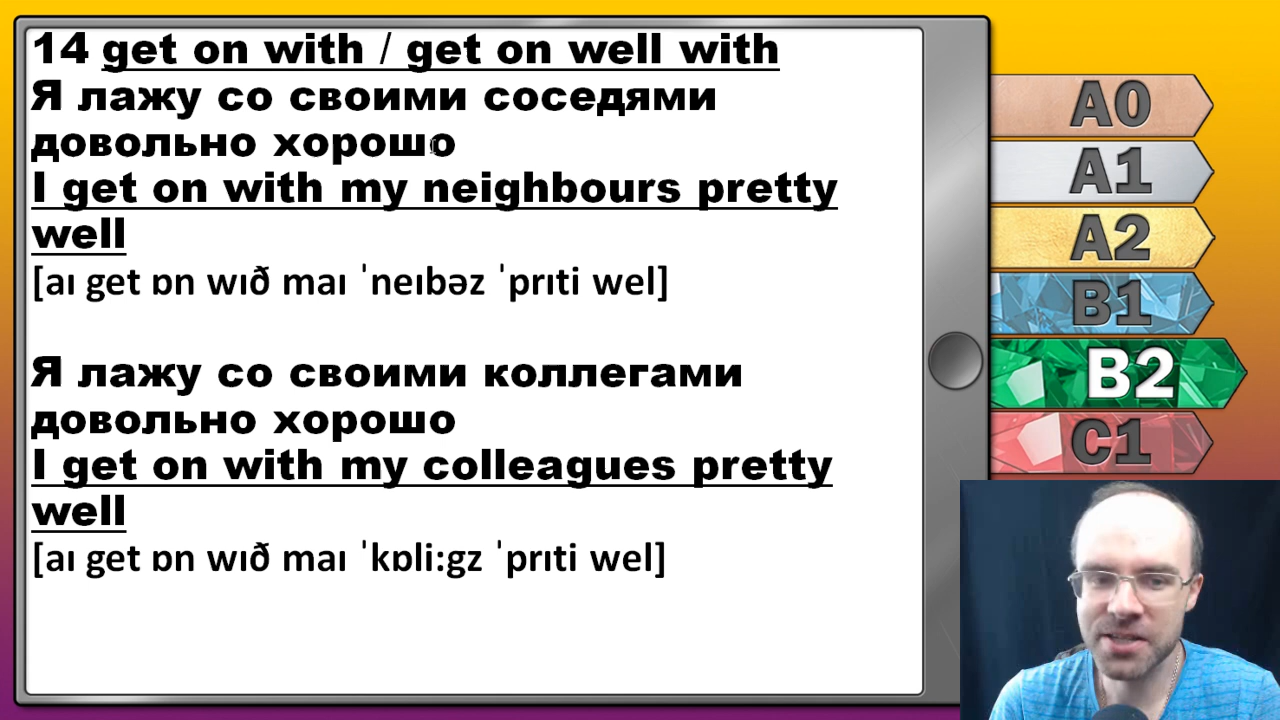 14 get on with / get on well with
Я лажу со своими соседями
довольно хорошо
I get on with my neighbours pretty
well
[aɪ get ɒn wɪð maɪ ˈneɪbəz ˈprɪti wel]
Я лажу со своими коллегами
довольно хорошо
I get on with my colleagues pretty
well
[aɪ get ɒn wɪð maɪ ˈkɒli:gz ˈprɪti wel]
A0
A1
A2
B1
B2
C1